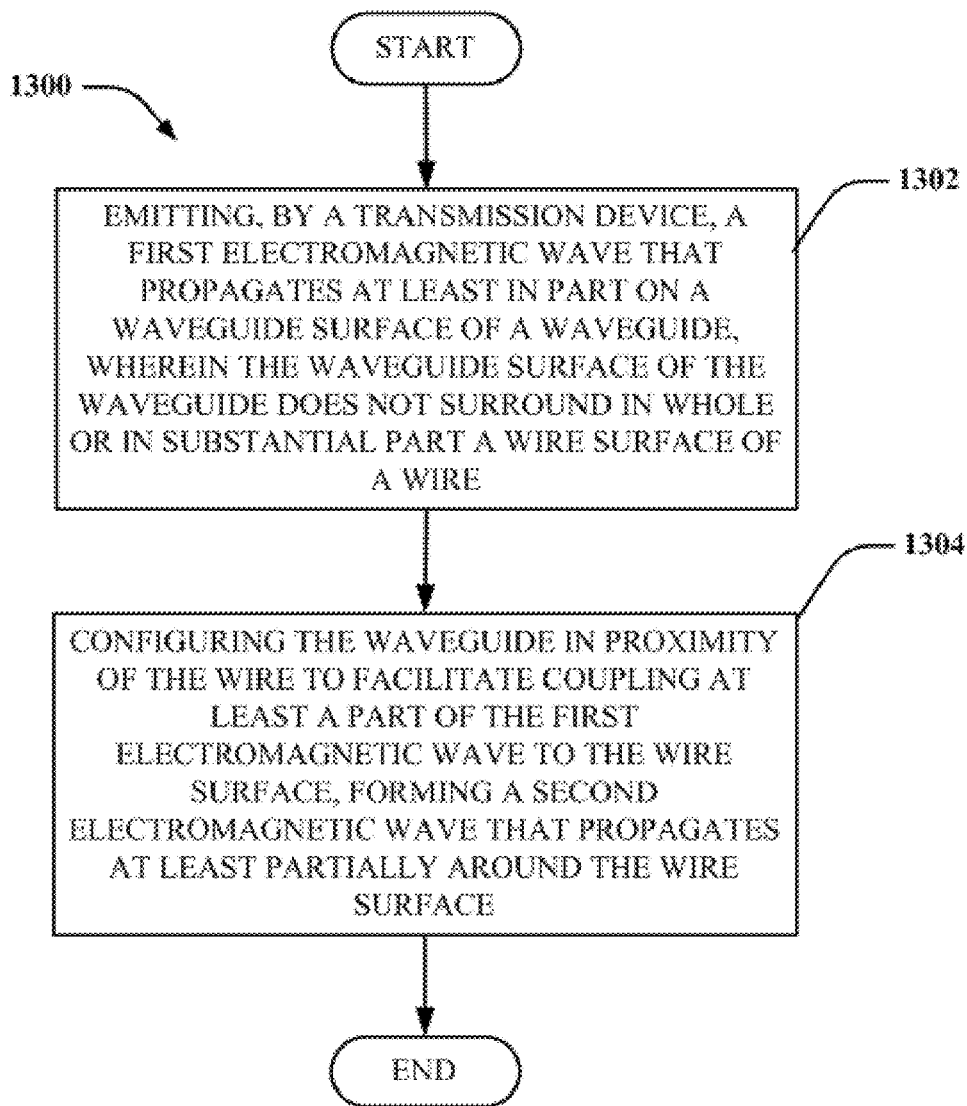 START
1300
1302
EMITTING, BY A TRANSMISSION DEVICE, A
FIRST ELECTROMAGNETIC WAVE THAT
PROPAGATES AT LEAST IN PART ON A
WAVEGUIDE SURFACE OF A WAVEGUIDE,
WHEREIN THE WAVEGUIDE SURFACE OF THE
WAVEGUIDE DOES NOT SURROUND IN WHOLE
OR IN SUBSTANTIAL PART A WIRE SURFACE OF
A WIRE
1304
CONFIGURING THE WAVEGUIDE IN PROXIMITY
OF THE WIRE TO FACILITATE COUPLING AT
LEAST A PART OF THE FIRST
ELECTROMAGNETIC WAVE TO THE WIRE
SURFACE, FORMING A SECOND
ELECTROMAGNETIC WAVE THAT PROPAGATES
AT LEAST PARTIALLY AROUND THE WIRE
SURFACE
END